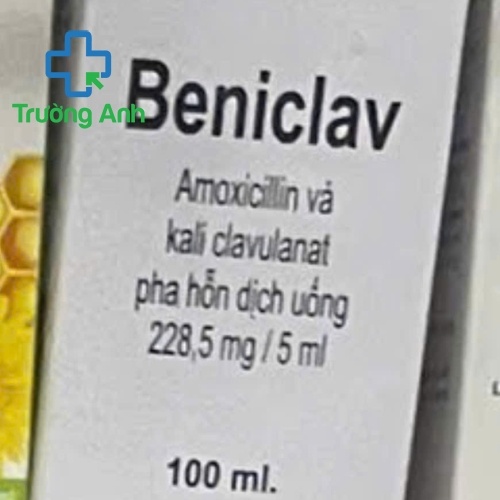 Trường Anh
Beniclav
Amoxicillin và
kali clavulanat
pha hỗn dịch uống
228,5 mg / 5 ml
100 ml.